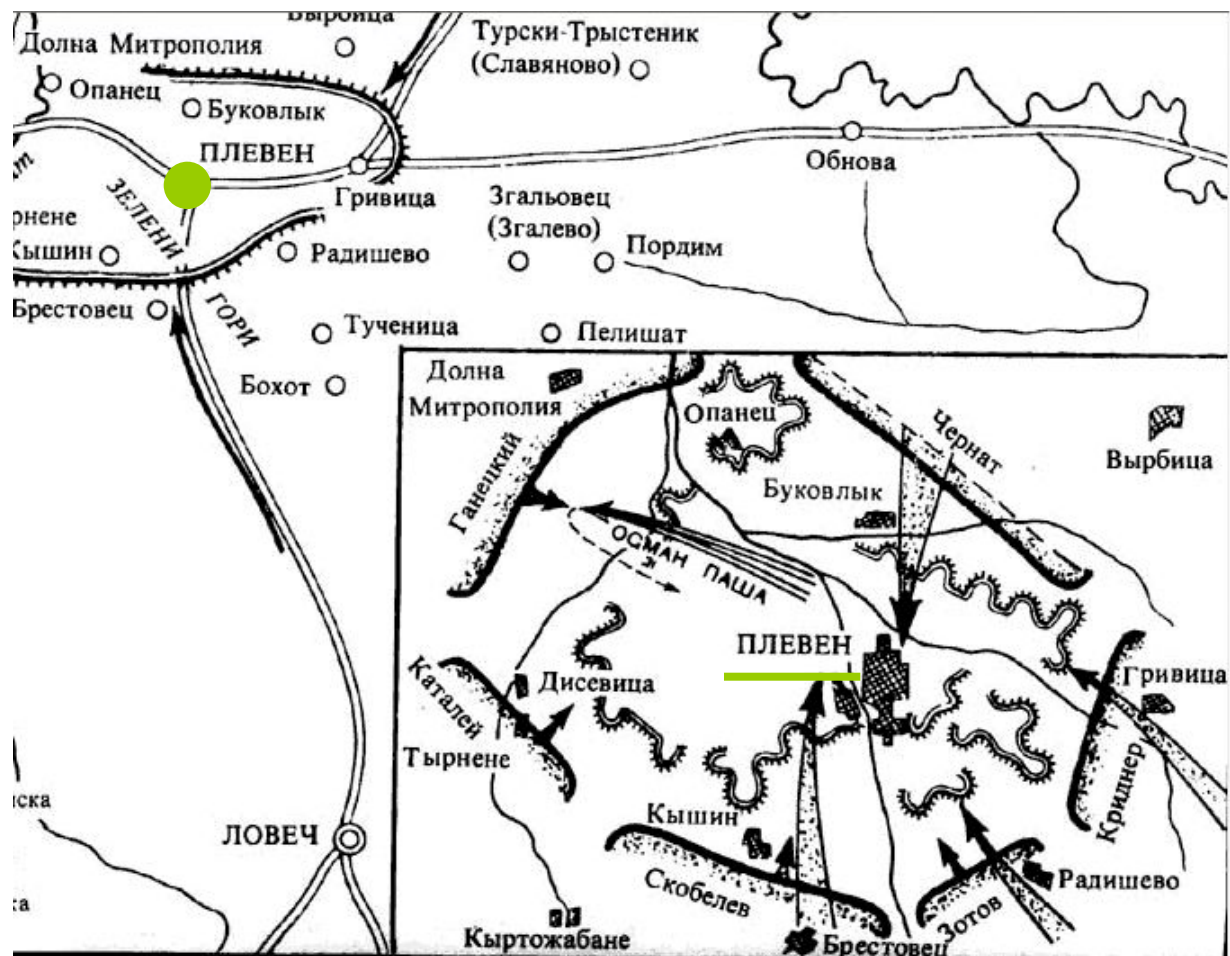 Вырбица
Долна Митрополия
Турски-Трыстеник
(Славяново)
Опанец
Буковлык
ПЛЕВЕН
Обнова
Гривица
Згальовец
(Згалево)
ЗЕЛЕНИ
ГОРИ
Кышин
Радишево
Пордим
Брестовец
Тученица
Пелишат
Бохот
ЛОВЕЧ
Долна
Митрополия
Опанец
Чернат
Вырбица
Ганецкий
Буковлык
ОСМАН ПАША
ПЛЕВЕН
Гривица
Каталей
Дисевица
Тырнене
Криднер
Кышин
Скобелев
Зотов
Радишево
Кыртожабане
Брестовец